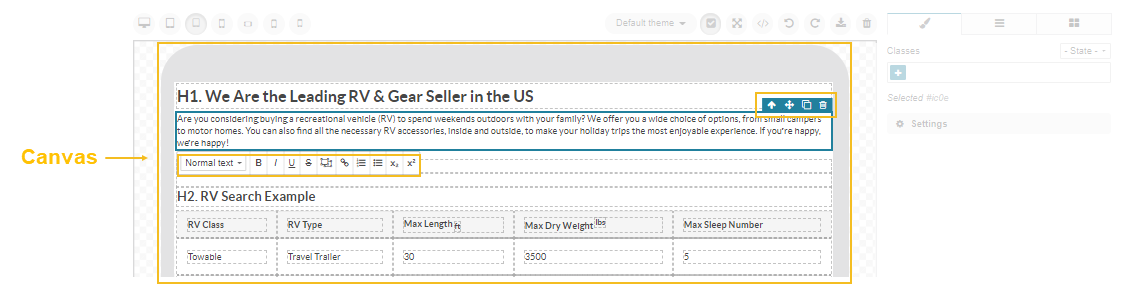 Default theme
Classes
- State -
Selected #ic0e
Settings
Canvas
H1. We Are the Leading RV & Gear Seller in the US
Are you considering buying a recreational vehicle (RV) to spend weekends outdoors with your family? We offer you a wide choice of options, from small campers
to motor homes. You can also find all the necessary RV accessories, inside and outside, to make your holiday trips the most enjoyable experience. If you're happy,
we're happy!
Normal text B I U S x₂ x²
H2. RV Search Example
RV Class RV Type Max Length ft Max Dry Weight lbs Max Sleep Number
Towable Travel Trailer 30 3500 5